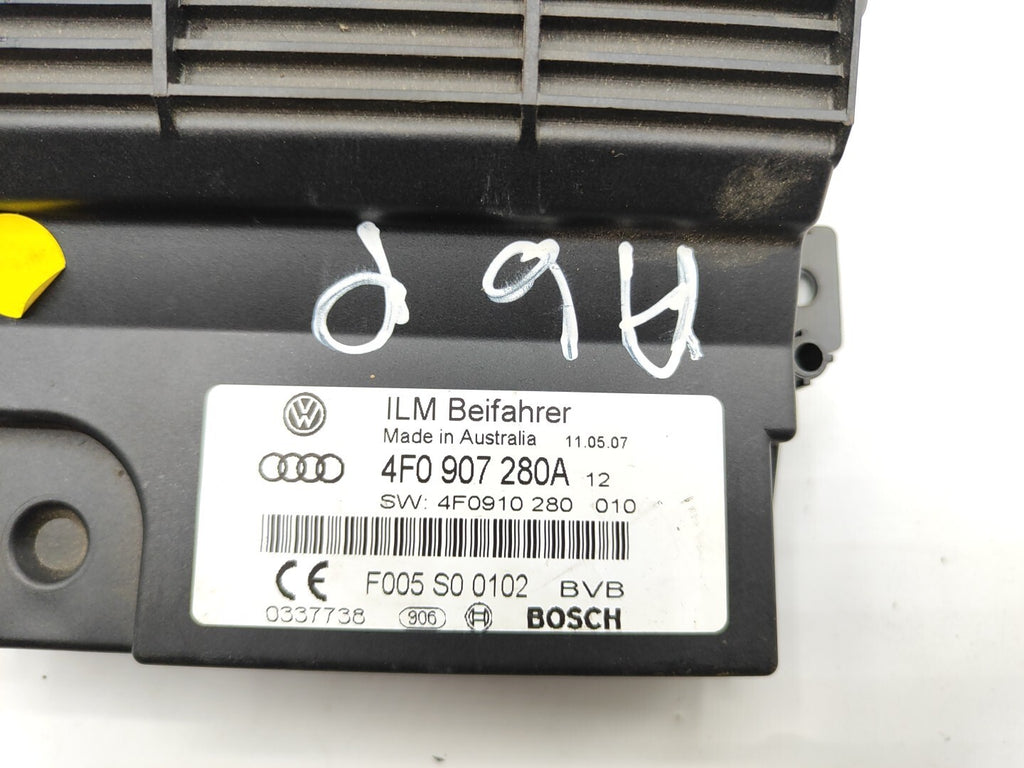 A6
ILM Beifahrer
Made in Australia 11.05.07
4F0 907 280A 12
SW: 4F0910 280 010
CE F005 S0 0102 BVB
0337738 906 BOSCH